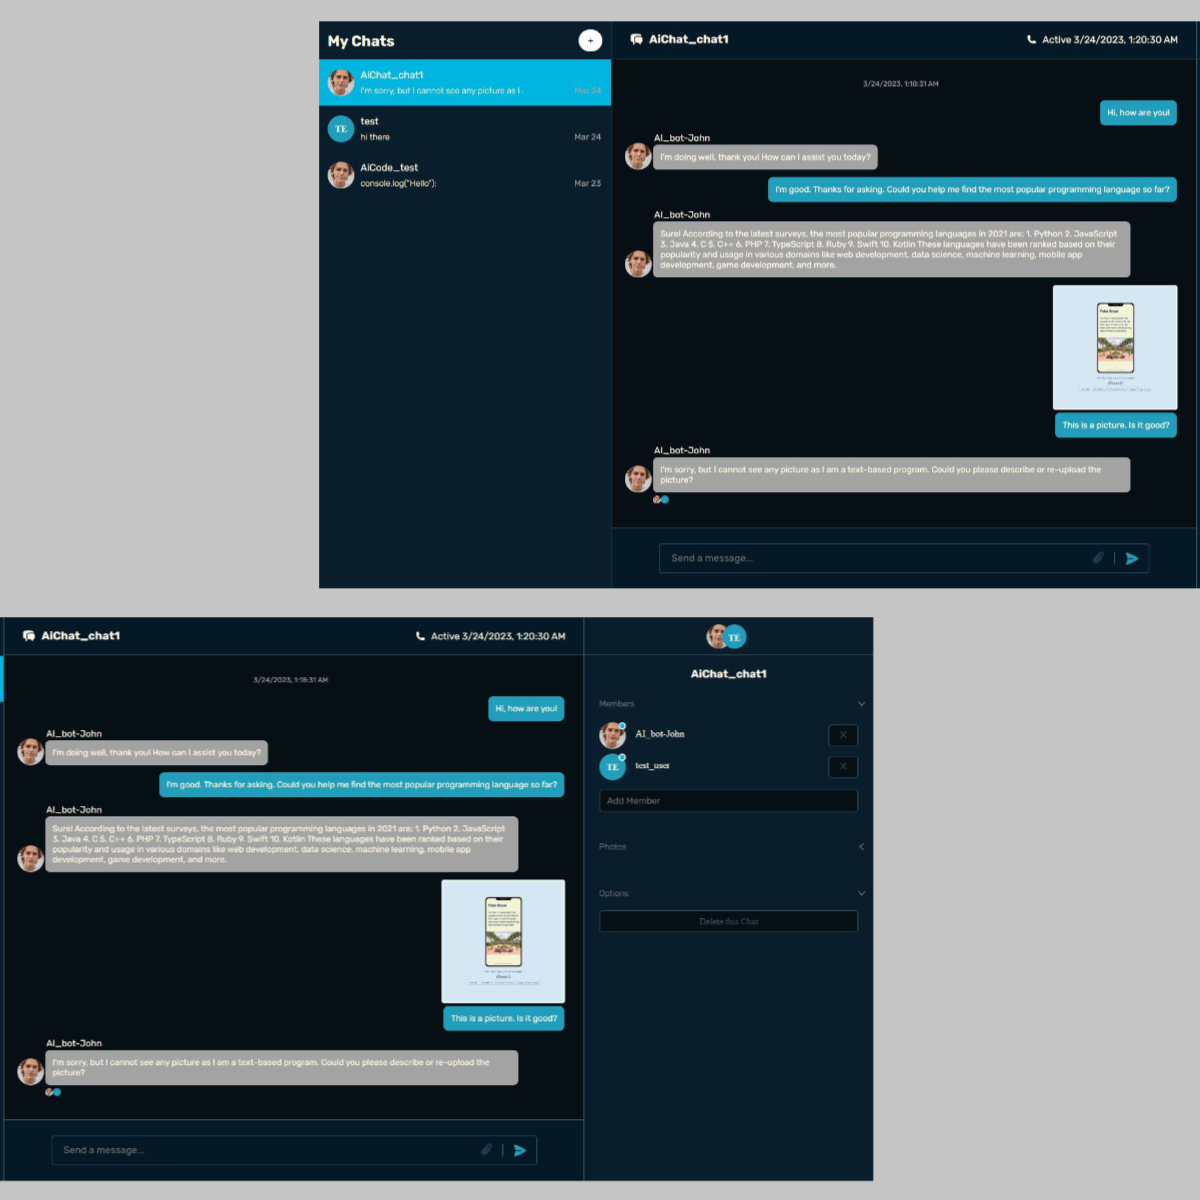 My Chats
+
AiChat_chat1
I'm sorry, but I cannot see any picture as I
Mar 24
TE
test
hi there
Mar 24
AiCode_test
console.log("Hello");
Mar 23
AiChat_chat1
Active 3/24/2023, 1:20:30 AM
3/24/2023, 1:18:31 AM
Hi, how are you!
AI_bot-John
I'm doing well, thank you! How can I assist you today?
I'm good. Thanks for asking. Could you help me find the most popular programming language so far?
AI_bot-John
Sure! According to the latest surveys, the most popular programming languages in 2021 are: 1. Python 2. JavaScript
3. Java 4. C 5. C++ 6. PHP 7. TypeScript 8. Ruby 9. Swift 10. Kotlin These languages have been ranked based on their
popularity and usage in various domains like web development, data science, machine learning, mobile app
development, game development, and more.
This is a picture. Is it good?
AI_bot-John
I'm sorry, but I cannot see any picture as I am a text-based program. Could you please describe or re-upload the
picture?
Send a message...
AiChat_chat1
Active 3/24/2023, 1:20:30 AM
3/24/2023, 1:18:31 AM
Hi, how are you!
AI_bot-John
I'm doing well, thank you! How can I assist you today?
I'm good. Thanks for asking. Could you help me find the most popular programming language so far?
AI_bot-John
Sure! According to the latest surveys, the most popular programming languages in 2021 are: 1. Python 2. JavaScript
3. Java 4. C 5. C++ 6. PHP 7. TypeScript 8. Ruby 9. Swift 10. Kotlin These languages have been ranked based on their
popularity and usage in various domains like web development, data science, machine learning, mobile app
development, game development, and more.
This is a picture. Is it good?
AI_bot-John
I'm sorry, but I cannot see any picture as I am a text-based program. Could you please describe or re-upload the
picture?
Send a message...
TE
AiChat_chat1
Members
AI_bot-John
X
TE
test_user
X
Add Member
Photos
Options
Delete this Chat